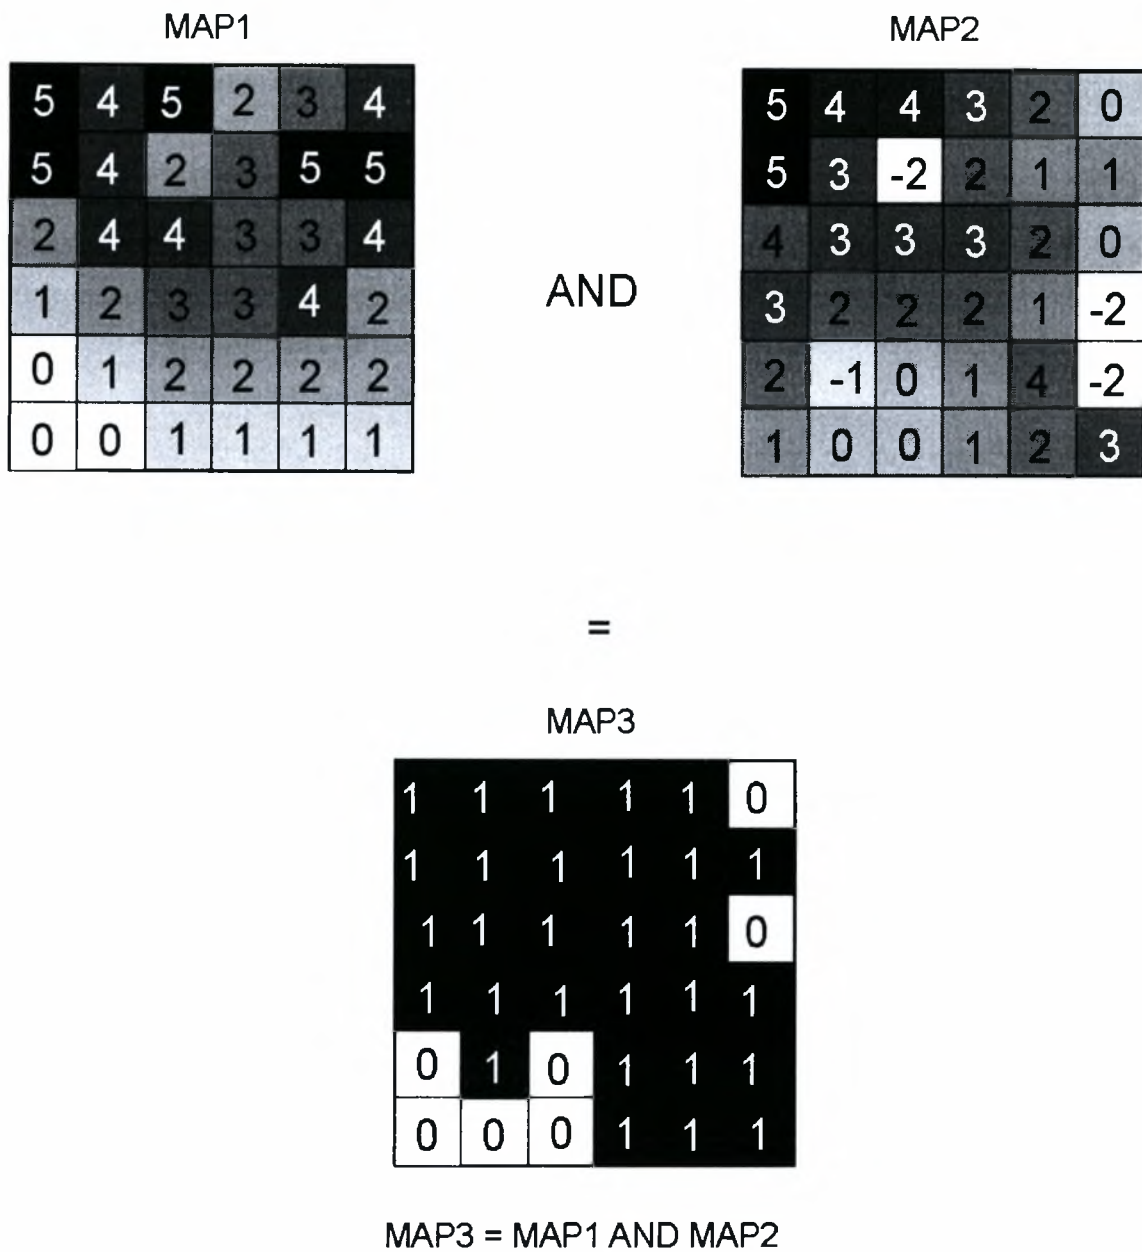 MAP1 MAP2
5 4 5 2 3 4
5 4 2 3 5 5
2 4 4 3 3 4
1 2 3 3 4 2
0 1 2 2 2 2
0 0 1 1 1 1
AND
5 4 4 3 2 0
5 3 -2 2 1 1
4 3 3 3 2 0
3 2 2 2 1 -2
2 -1 0 1 4 -2
1 0 0 1 2 3
=
MAP3
1 1 1 1 1 0
1 1 1 1 1 1
1 1 1 1 1 0
1 1 1 1 1 1
0 1 0 1 1 1
0 0 0 1 1 1
MAP3 = MAP1 AND MAP2